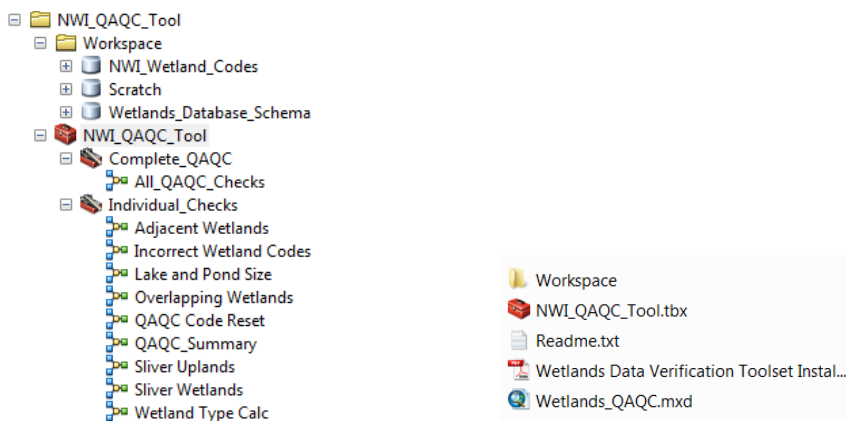 NWI_QAQC_Tool
Workspace
NWI_Wetland_Codes
Scratch
Wetlands_Database_Schema
NWI_QAQC_Tool
Complete_QAQC
All_QAQC_Checks
Individual_Checks
Adjacent Wetlands
Incorrect Wetland Codes
Lake and Pond Size
Overlapping Wetlands
QAQC Code Reset
QAQC_Summary
Sliver Uplands
Sliver Wetlands
Wetland Type Calc
Workspace
NWI_QAQC_Tool.tbx
Readme.txt
Wetlands Data Verification Toolset Instal...
Wetlands_QAQC.mxd